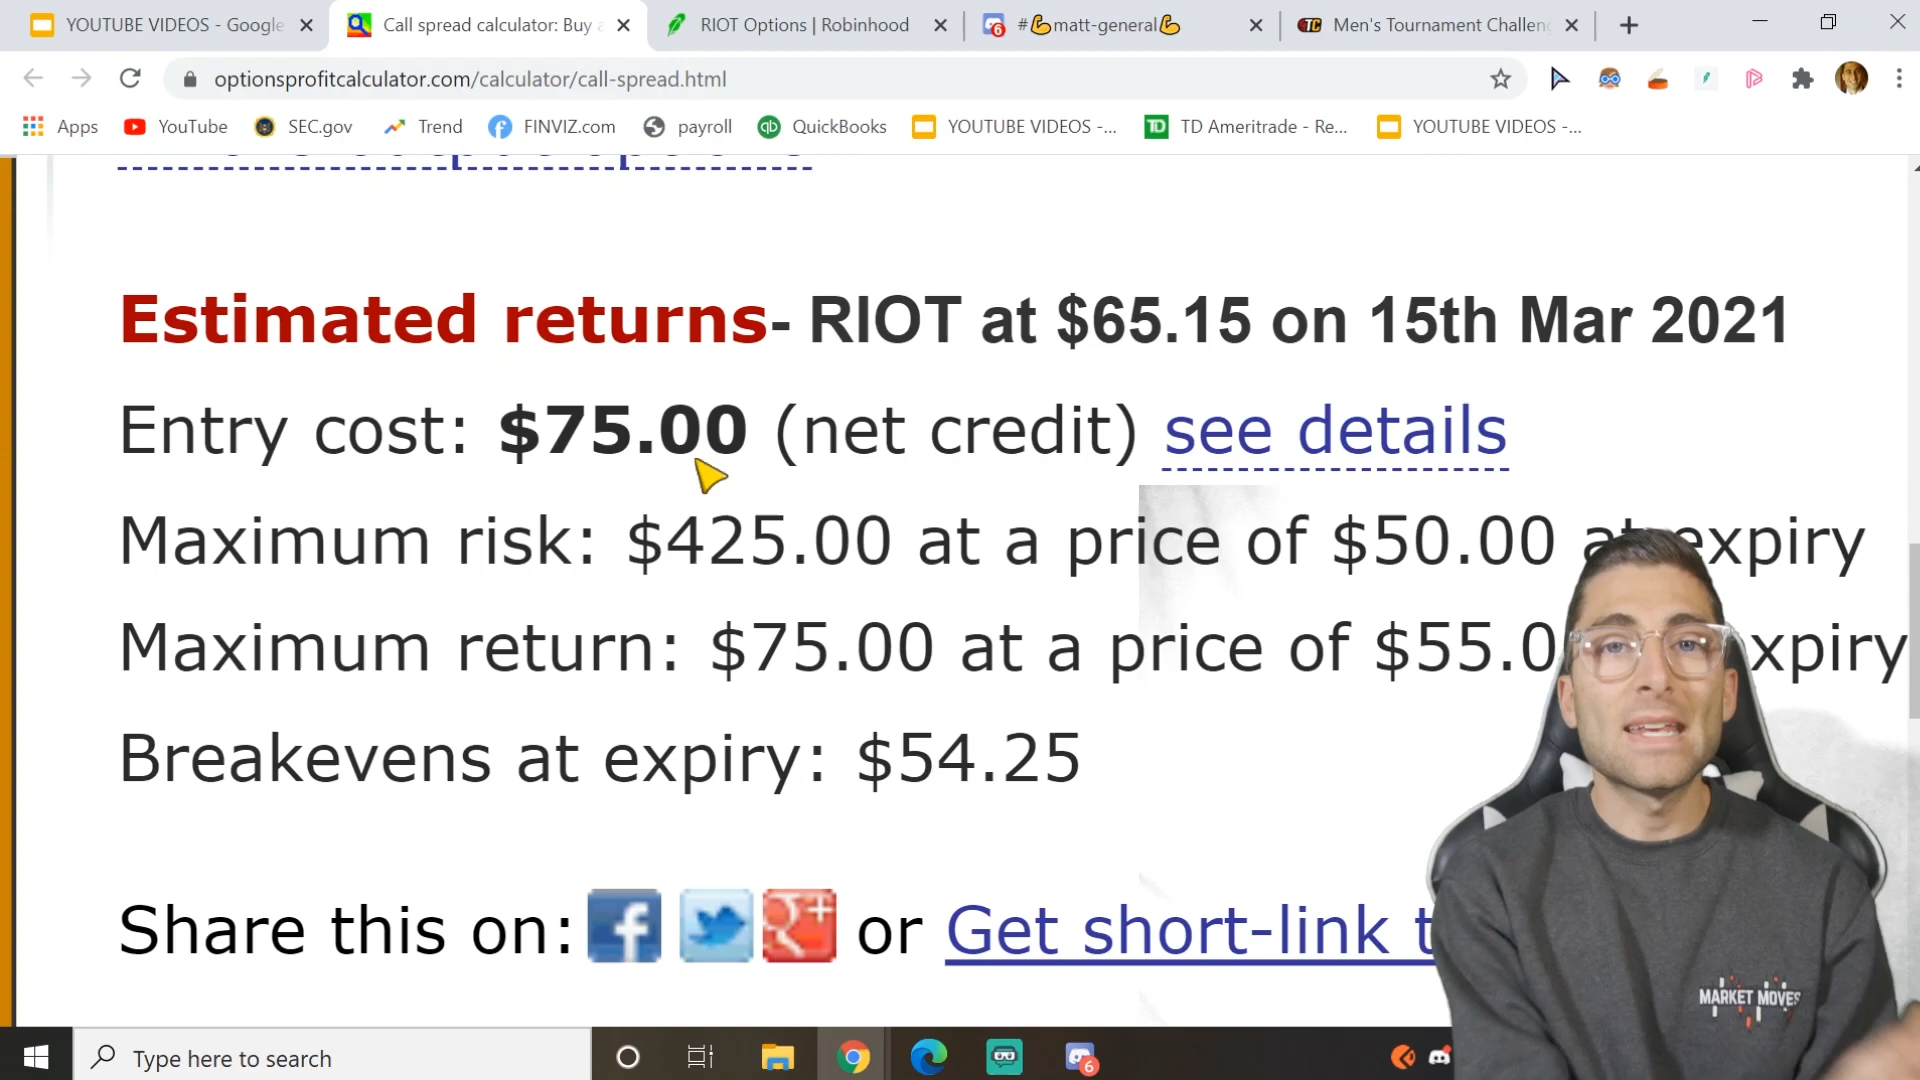 YOUTUBE VIDEOS - Google
Call spread calculator: Buy a
RIOT Options | Robinhood
#💪matt-general💪
Men's Tournament Challen
optionsprofitcalculator.com/calculator/call-spread.html
Apps
YouTube
SEC.gov
Trend
FINVIZ.com
payroll
QuickBooks
YOUTUBE VIDEOS -...
TD Ameritrade - Re...
YOUTUBE VIDEOS -...
Estimated returns- RIOT at $65.15 on 15th Mar 2021
Entry cost: $75.00 (net credit) see details
Maximum risk: $425.00 at a price of $50.00 at expiry
Maximum return: $75.00 at a price of $55.0 xpiry
Breakevens at expiry: $54.25
Share this on: or Get short-link t
MARKET MOVES
Type here to search
6